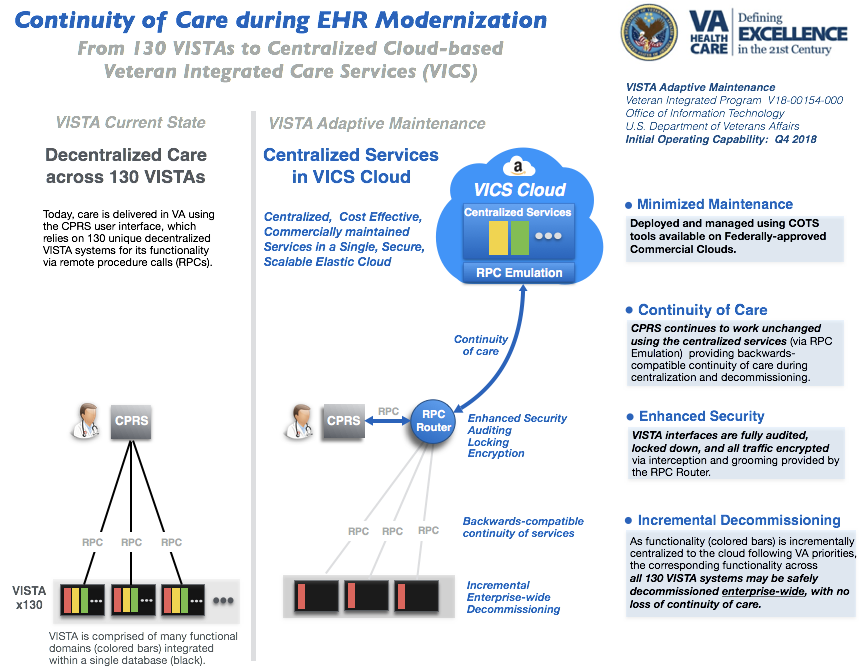 Continuity of Care during EHR Modernization
From 130 VISTAs to Centralized Cloud-based
Veteran Integrated Care Services (VICS)
VA
HEALTH
CARE
Defining
EXCELLENCE
in the 21st Century
VISTA Adaptive Maintenance
Veteran Integrated Program V18-00154-000
Office of Information Technology
U.S. Department of Veterans Affairs
Initial Operating Capability: Q4 2018
VISTA Current State
Decentralized Care
across 130 VISTAs
Today, care is delivered in VA using
the CPRS user interface, which
relies on 130 unique decentralized
VISTA systems for its functionality
via remote procedure calls (RPCs).
CPRS
RPC
RPC
RPC
VISTA
x130
VISTA is comprised of many functional
domains (colored bars) integrated
within a single database (black).
VISTA Adaptive Maintenance
Centralized Services
in VICS Cloud
Centralized, Cost Effective,
Commercially maintained
Services in a Single, Secure,
Scalable Elastic Cloud
a
VICS Cloud
Centralized Services
RPC Emulation
Continuity
of care
CPRS
RPC
RPC
Router
Enhanced Security
Auditing
Locking
Encryption
RPC
RPC
RPC
Backwards-compatible
continuity of services
Incremental
Enterprise-wide
Decommissioning
• Minimized Maintenance
Deployed and managed using COTS
tools available on Federally-approved
Commercial Clouds.
• Continuity of Care
CPRS continues to work unchanged
using the centralized services (via RPC
Emulation) providing backwards-
compatible continuity of care during
centralization and decommissioning.
• Enhanced Security
VISTA interfaces are fully audited,
locked down, and all traffic encrypted
via interception and grooming provided by
the RPC Router.
• Incremental Decommissioning
As functionality (colored bars) is incrementally
centralized to the cloud following VA priorities,
the corresponding functionality across
all 130 VISTA systems may be safely
decommissioned enterprise-wide, with no
loss of continuity of care.